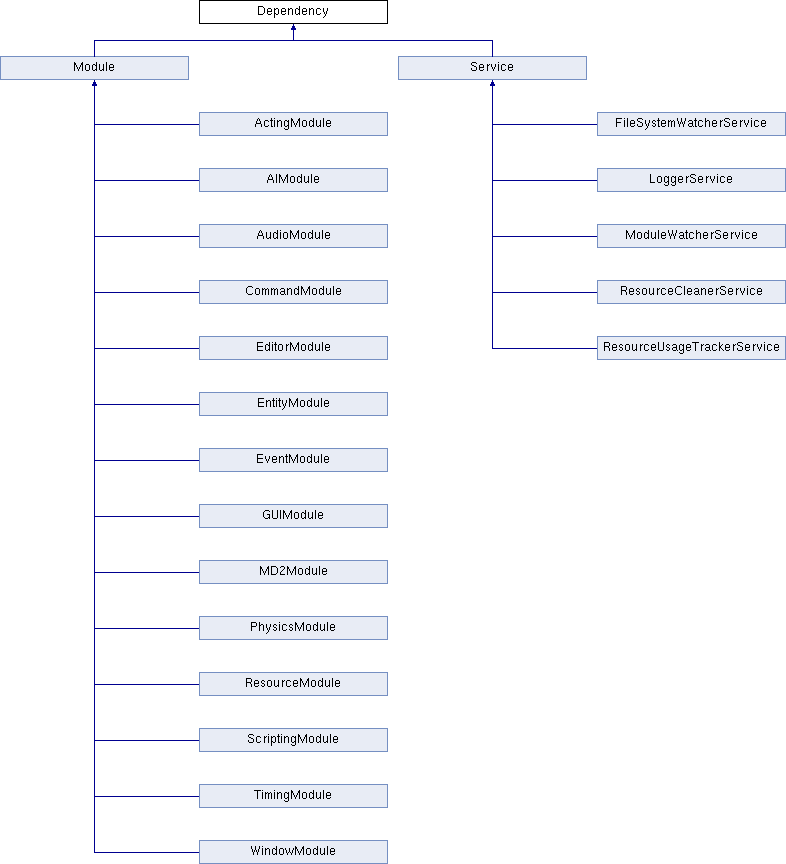 Dependency
Module
Service
ActingModule
FileSystemWatcherService
AIModule
LoggerService
AudioModule
ModuleWatcherService
CommandModule
ResourceCleanerService
EditorModule
ResourceUsageTrackerService
EntityModule
EventModule
GUIModule
MD2Module
PhysicsModule
ResourceModule
ScriptingModule
TimingModule
WindowModule